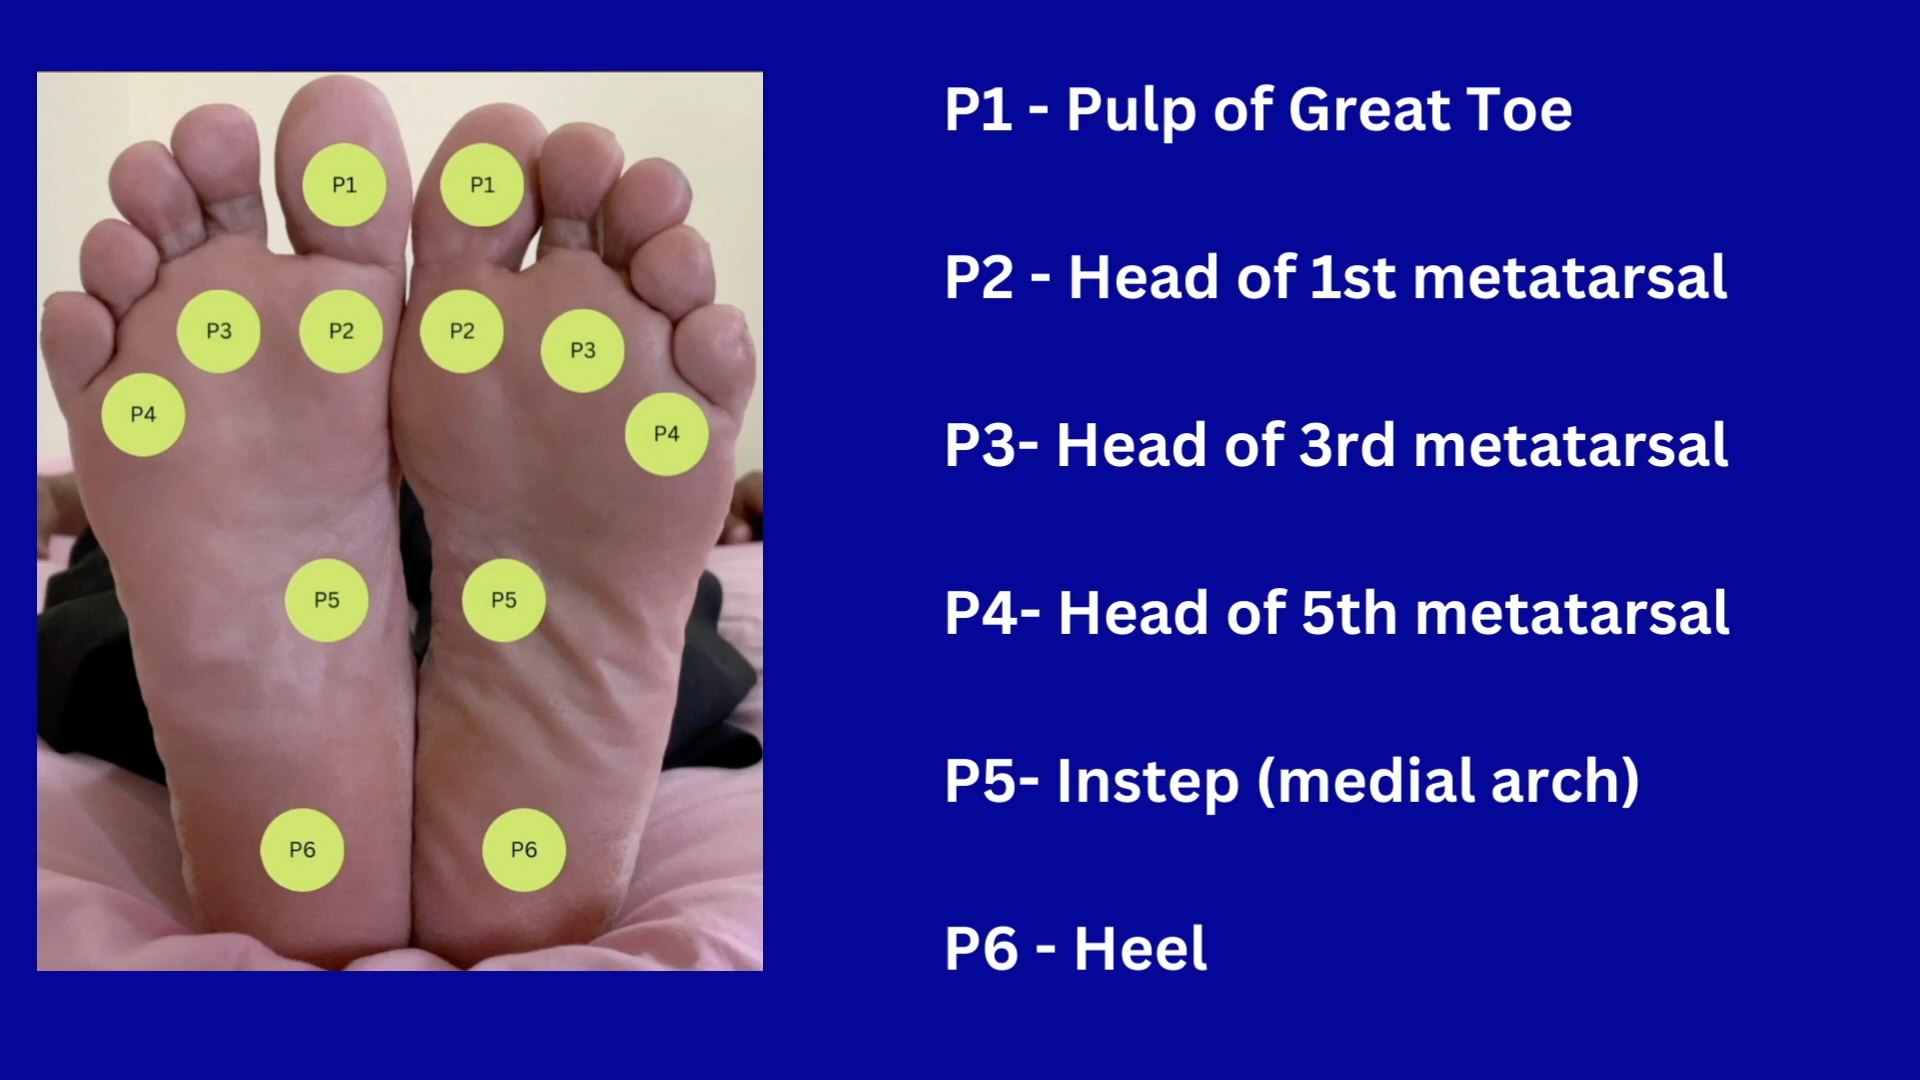 P1 P1
P3 P2 P2 P3
P4 P4
P5 P5
P6 P6
P1 - Pulp of Great Toe
P2 - Head of 1st metatarsal
P3- Head of 3rd metatarsal
P4- Head of 5th metatarsal
P5- Instep (medial arch)
P6 - Heel